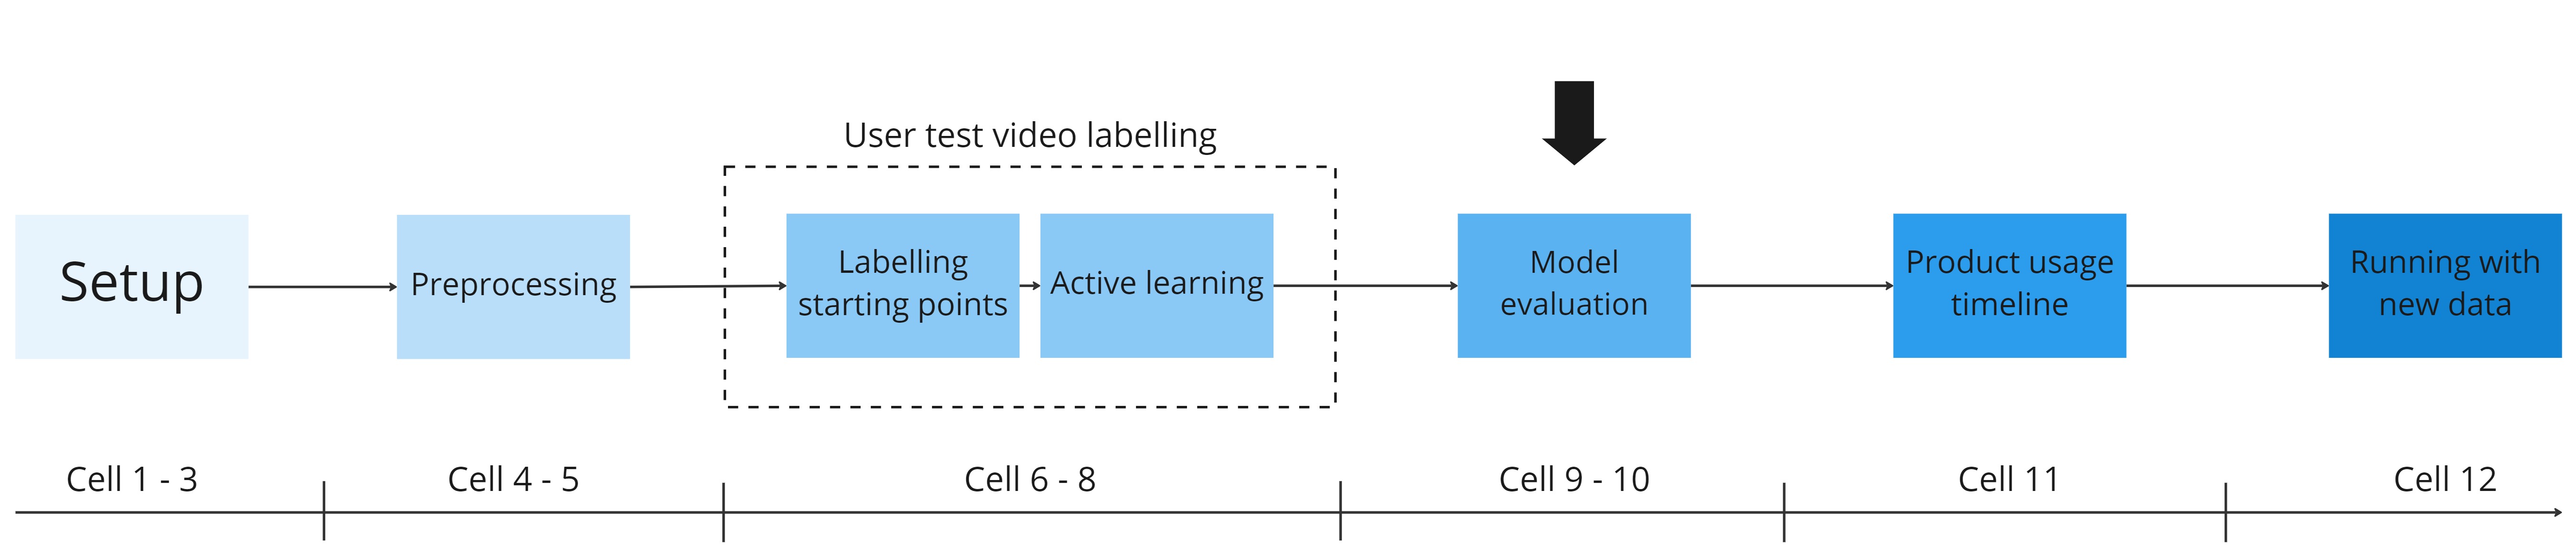 User test video labelling
Setup
Preprocessing
Labelling
starting points
Active learning
Model
evaluation
Product usage
timeline
Running with
new data
Cell 1 - 3
Cell 4 - 5
Cell 6 - 8
Cell 9 - 10
Cell 11
Cell 12